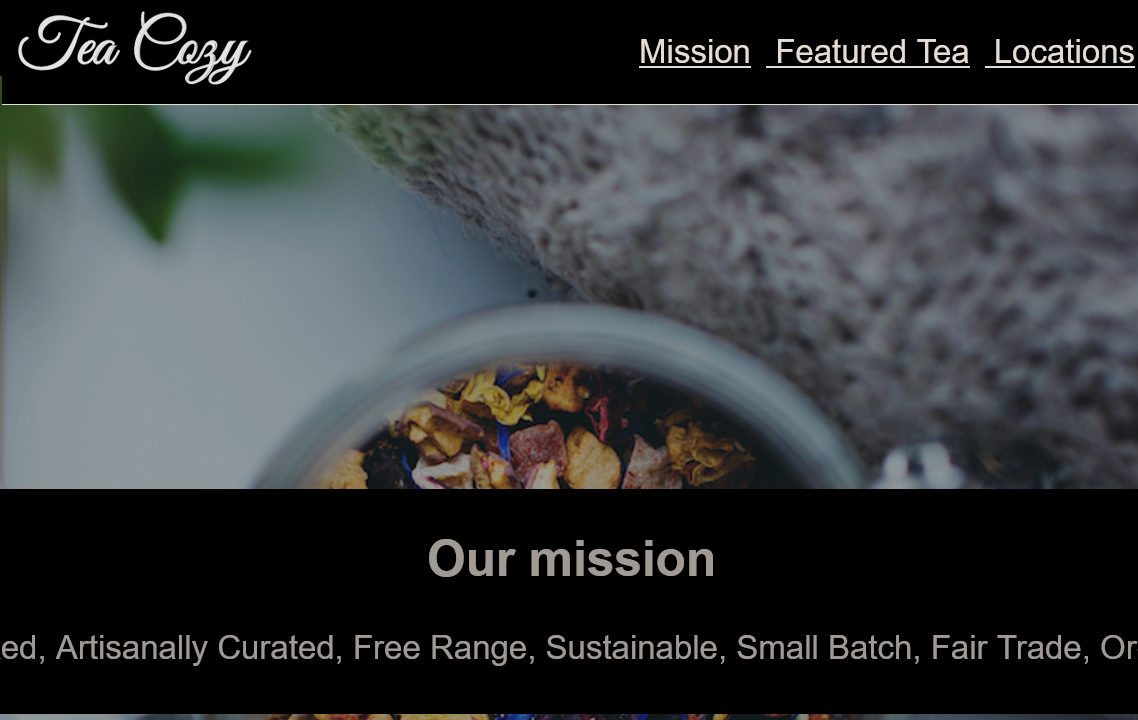 Tea Cozy
Mission Featured Tea Locations
Our mission
ed, Artisanally Curated, Free Range, Sustainable, Small Batch, Fair Trade, Or